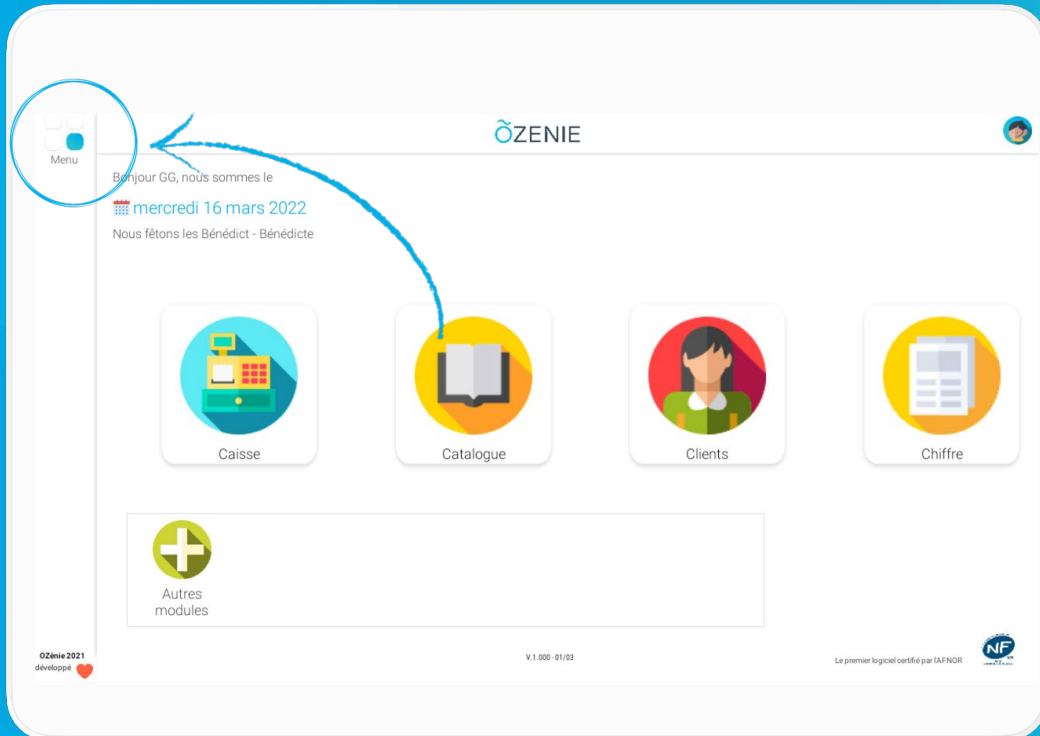 Menu
ÕZENIE
Bonjour GG, nous sommes le
mercredi 16 mars 2022
Nous fêtons les Bénédict - Bénédicte
Caisse
Catalogue
Clients
Chiffre
Autres
modules
OZénie 2021
développé
V.1.000 - 01/03
Le premier logiciel certifié par l'AFNOR
NF